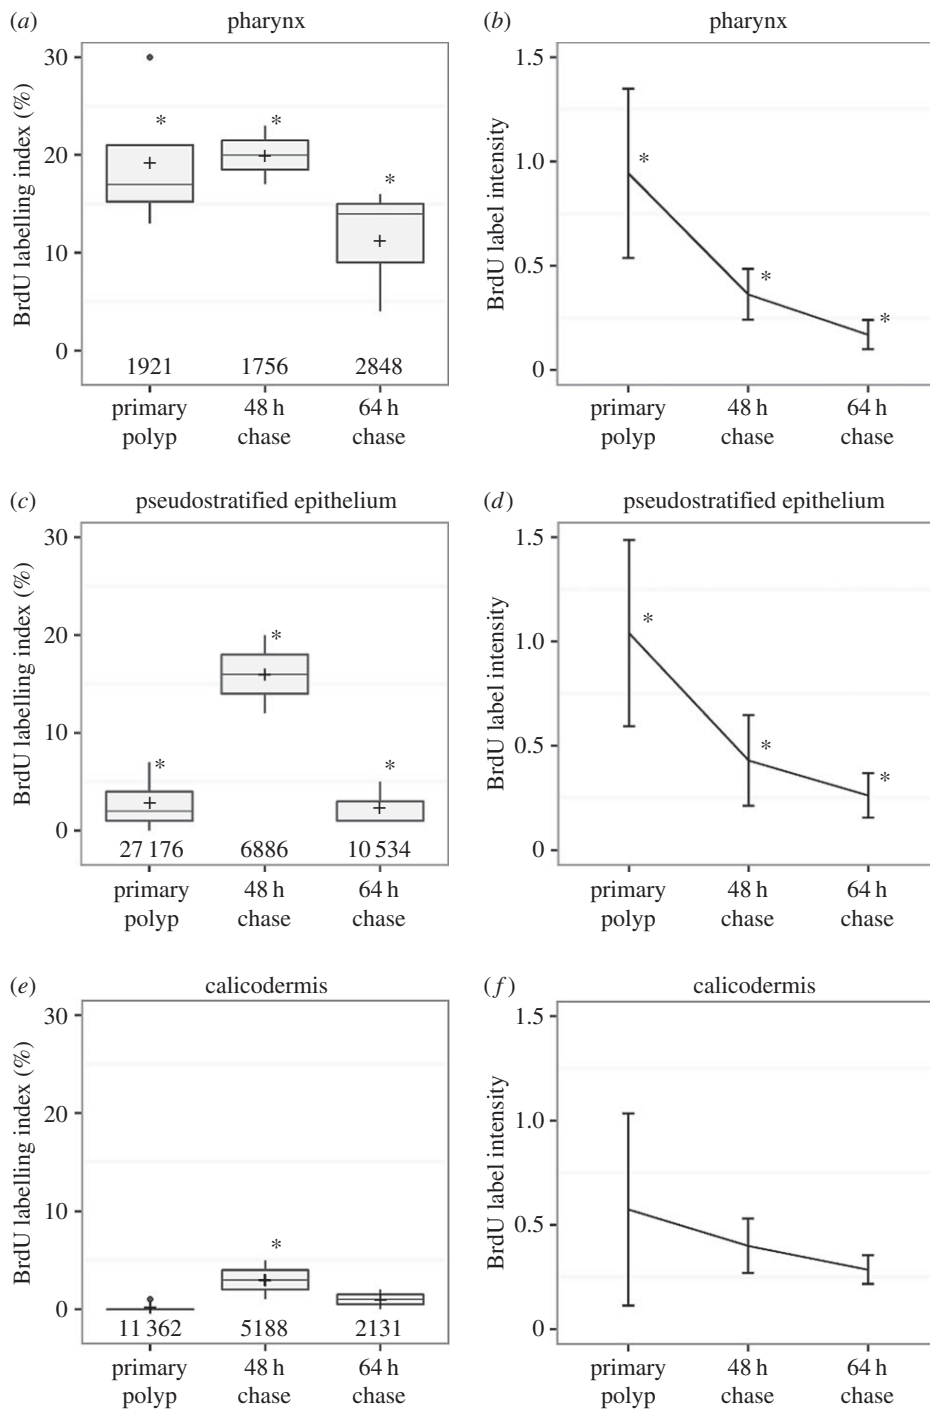 (a) pharynx
BrdU labelling index (%)
30
20
10
0
*
*
*
1921 1756 2848
primary 48 h 64 h
polyp chase chase
(b) pharynx
BrdU label intensity
1.5
1.0
0.5
0
*
*
*
primary 48 h 64 h
polyp chase chase
(c) pseudostratified epithelium
BrdU labelling index (%)
30
20
10
0
*
*
*
27 176 6886 10 534
primary 48 h 64 h
polyp chase chase
(d) pseudostratified epithelium
BrdU label intensity
1.5
1.0
0.5
0
*
*
*
primary 48 h 64 h
polyp chase chase
(e) calicodermis
BrdU labelling index (%)
30
20
10
0
*
11 362 5188 2131
primary 48 h 64 h
polyp chase chase
(f) calicodermis
BrdU label intensity
1.5
1.0
0.5
0
primary 48 h 64 h
polyp chase chase